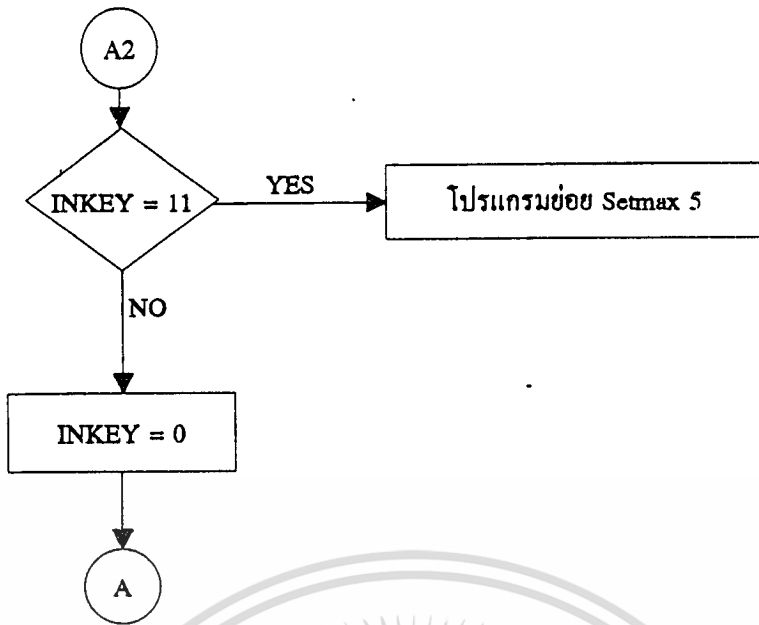 A2
INKEY = 11
YES
โปรแกรมย่อย Setmax 5
NO
INKEY = 0
A